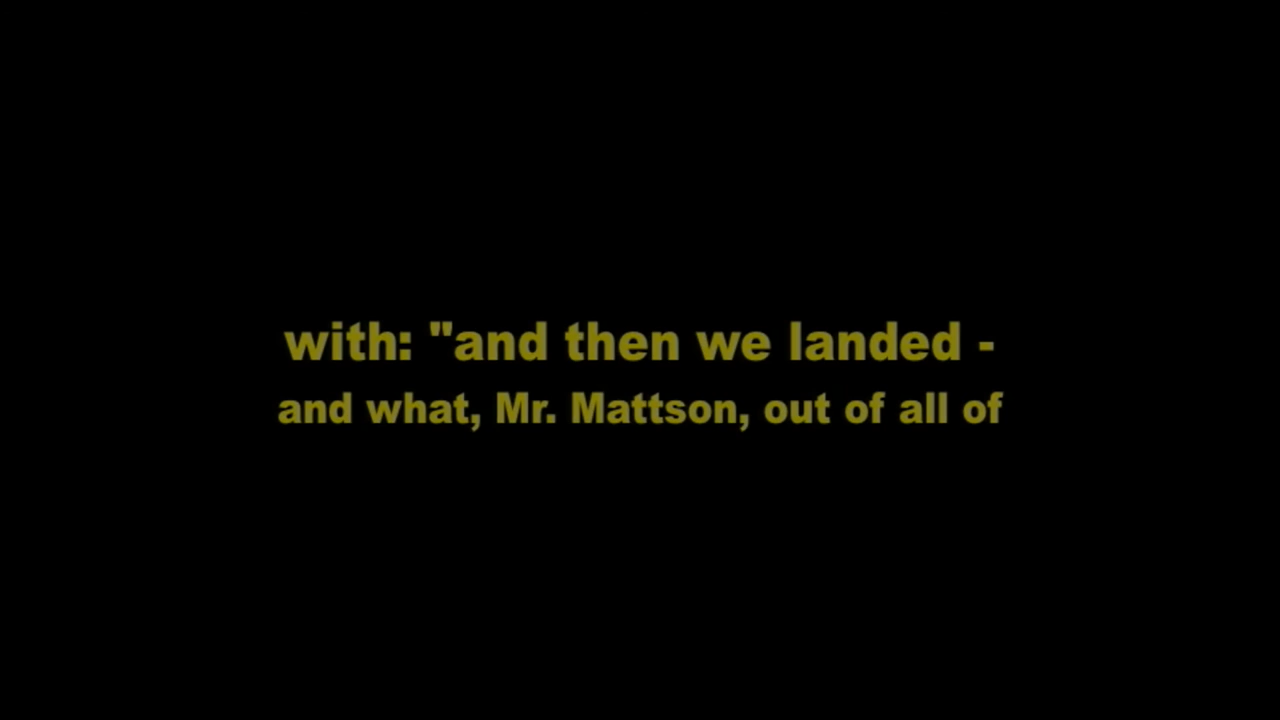 with: "and then we landed -
and what, Mr. Mattson, out of all of